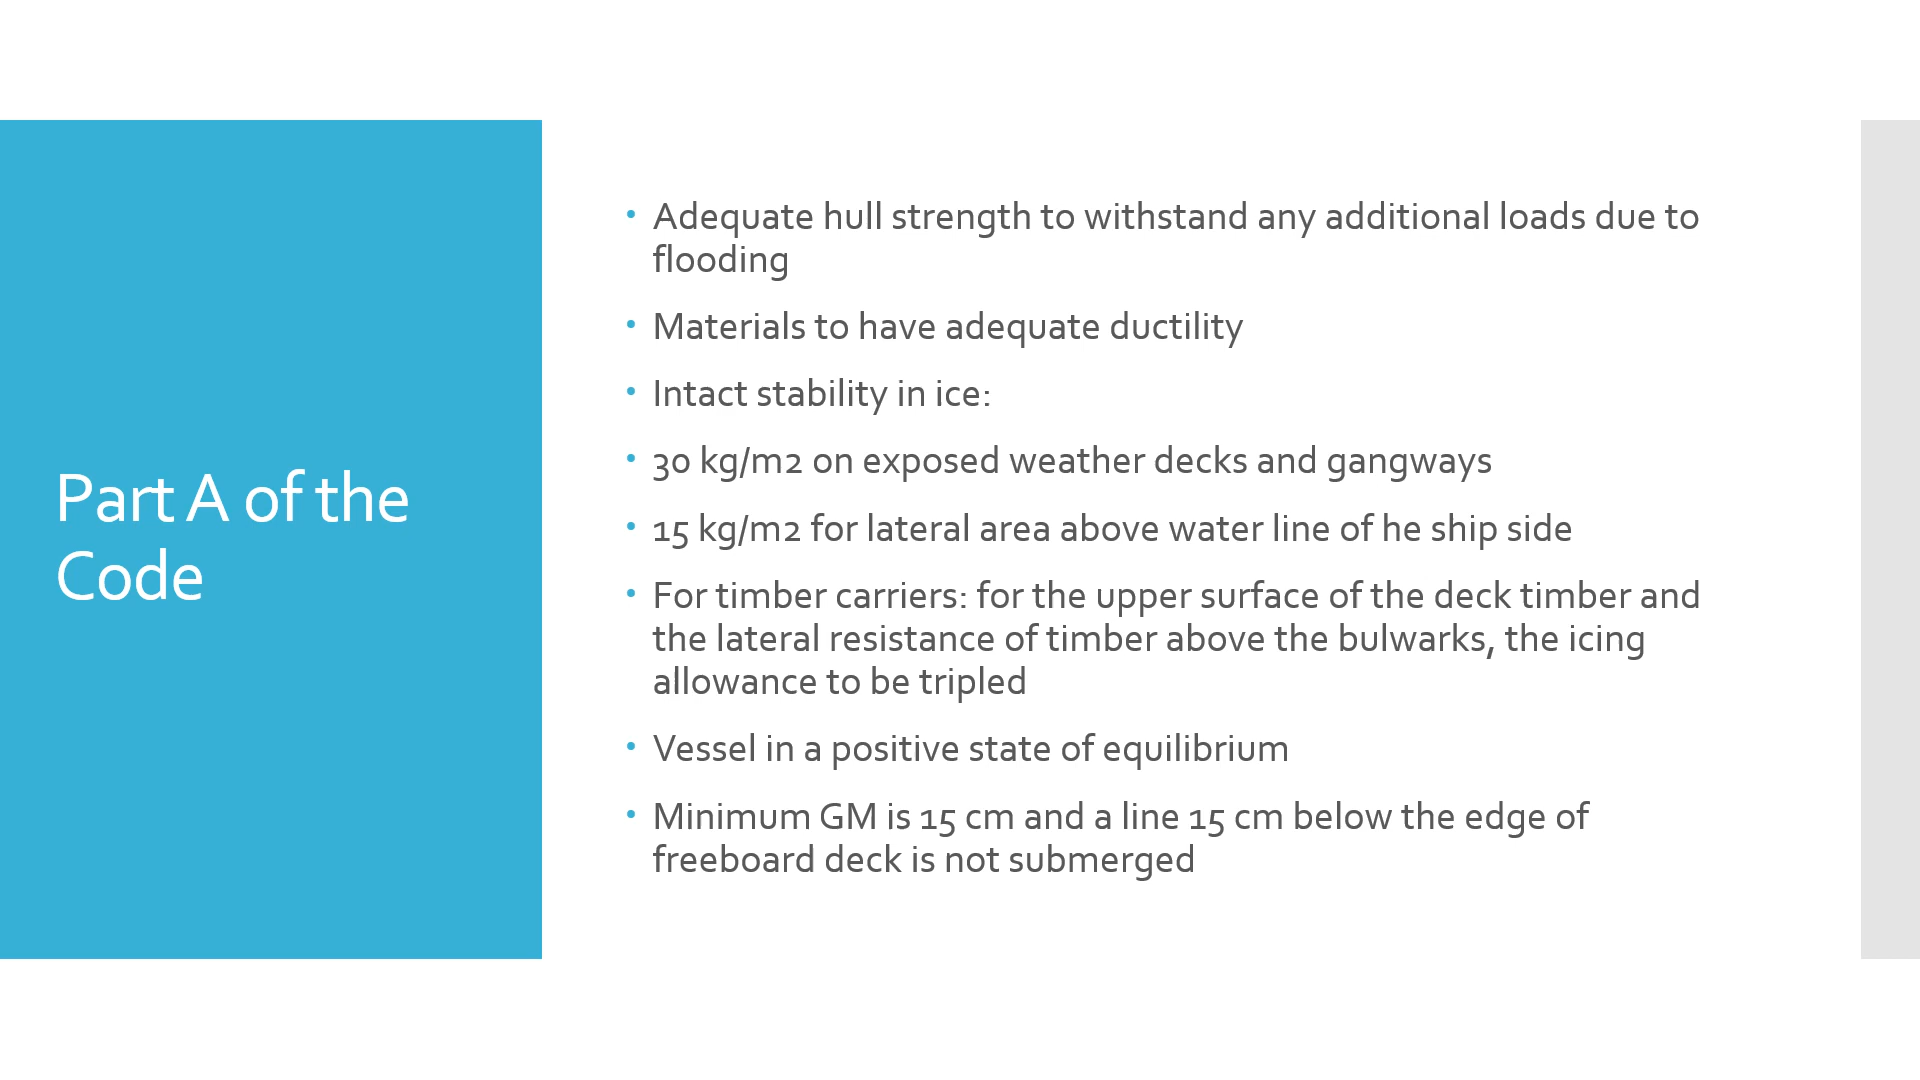 Part A of the
Code
• Adequate hull strength to withstand any additional loads due to
flooding
• Materials to have adequate ductility
• Intact stability in ice:
• 30 kg/m2 on exposed weather decks and gangways
• 15 kg/m2 for lateral area above water line of he ship side
• For timber carriers: for the upper surface of the deck timber and
the lateral resistance of timber above the bulwarks, the icing
allowance to be tripled
• Vessel in a positive state of equilibrium
• Minimum GM is 15 cm and a line 15 cm below the edge of
freeboard deck is not submerged